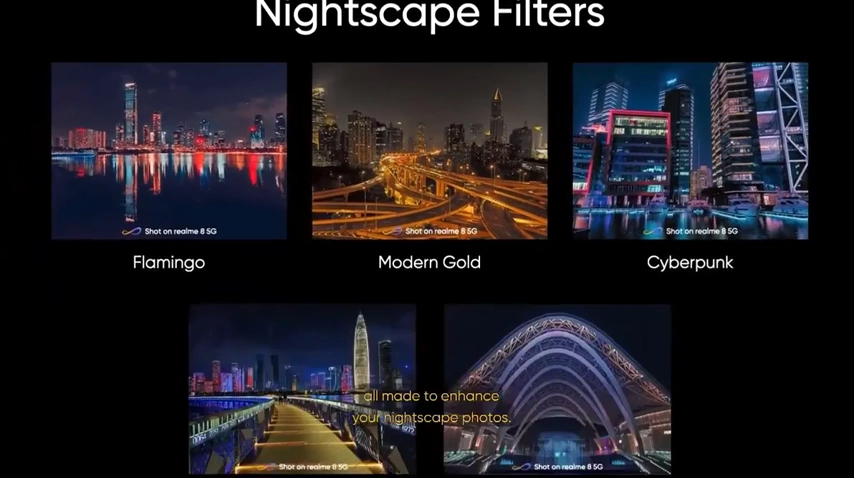 Nightscape Filters
Shot on realme 8 5G
Shot on realme 8 5G
Shot on realme 8 5G
Flamingo
Modern Gold
Cyberpunk
all made to enhance
your nightscape photos.
Shot on realme 8 5G
Shot on realme 8 5G